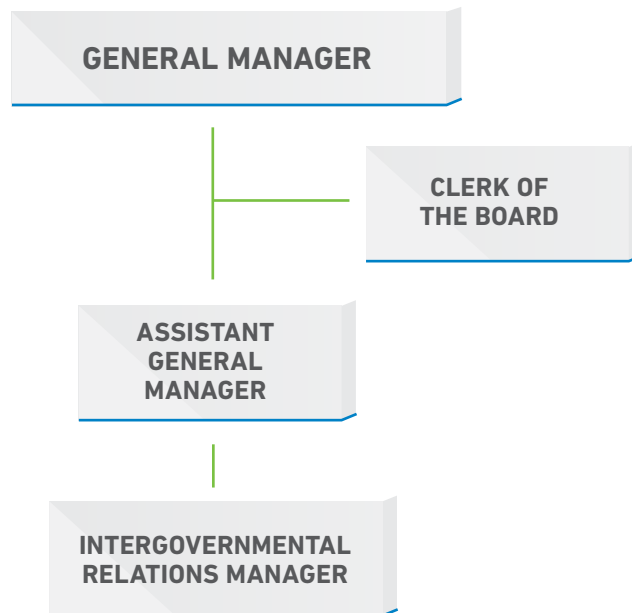 GENERAL MANAGER
CLERK OF
THE BOARD
ASSISTANT
GENERAL
MANAGER
INTERGOVERNMENTAL
RELATIONS MANAGER